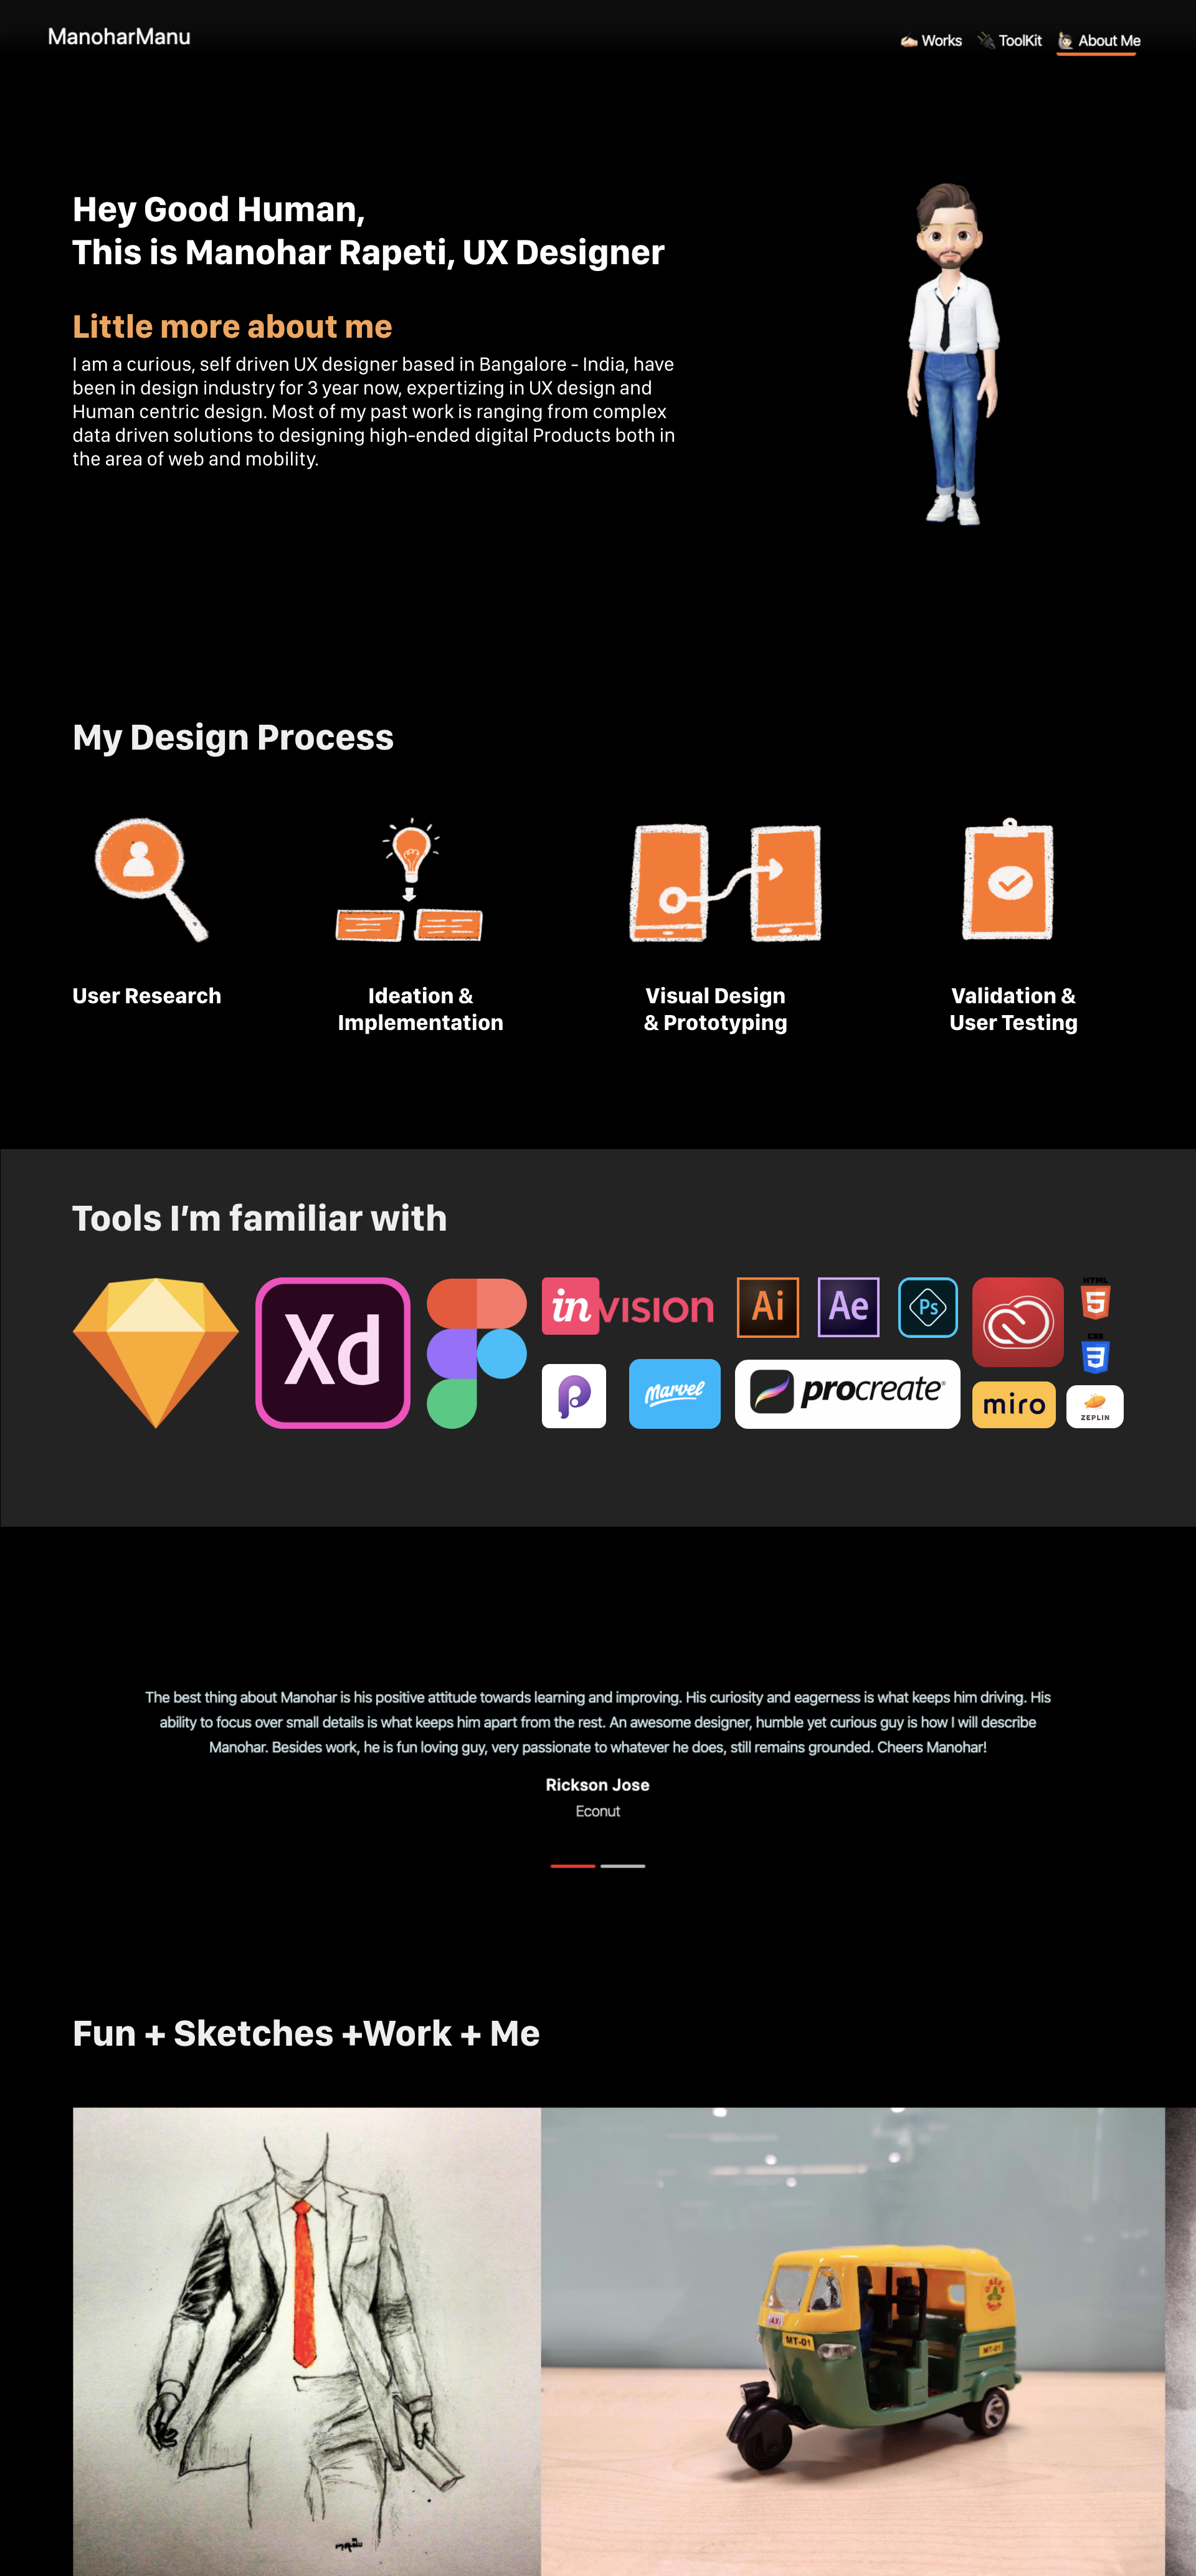 ManoharManu
Works
ToolKit
About Me
Hey Good Human,
This is Manohar Rapeti, UX Designer
Little more about me
I am a curious, self driven UX designer based in Bangalore - India, have
been in design industry for 3 year now, expertizing in UX design and
Human centric design. Most of my past work is ranging from complex
data driven solutions to designing high-ended digital Products both in
the area of web and mobility.
My Design Process
User Research
Ideation &
Implementation
Visual Design
& Prototyping
Validation &
User Testing
Tools I'm familiar with
Xd
invision
Ai
Ae
Ps
HTML
5
CSS
3
Marvel
procreate®
miro
ZEPLIN
The best thing about Manohar is his positive attitude towards learning and improving. His curiosity and eagerness is what keeps him driving. His
ability to focus over small details is what keeps him apart from the rest. An awesome designer, humble yet curious guy is how I will describe
Manohar. Besides work, he is fun loving guy, very passionate to whatever he does, still remains grounded. Cheers Manohar!
Rickson Jose
Econut
Fun + Sketches +Work + Me
MT-01
MT-01